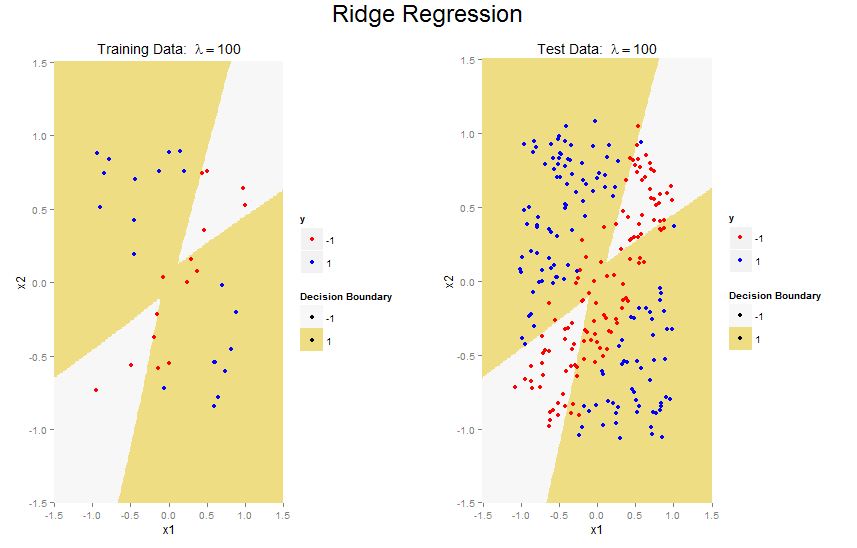 Ridge Regression
Training Data: λ = 100
1.5
1.0
0.5
0.0
-0.5
-1.0
-1.5
x2
-1.5 -1.0 -0.5 0.0 0.5 1.0 1.5
x1
y
-1
1
Decision Boundary
-1
1
Test Data: λ = 100
1.5
1.0
0.5
0.0
-0.5
-1.0
-1.5
x2
-1.5 -1.0 -0.5 0.0 0.5 1.0 1.5
x1
y
-1
1
Decision Boundary
-1
1